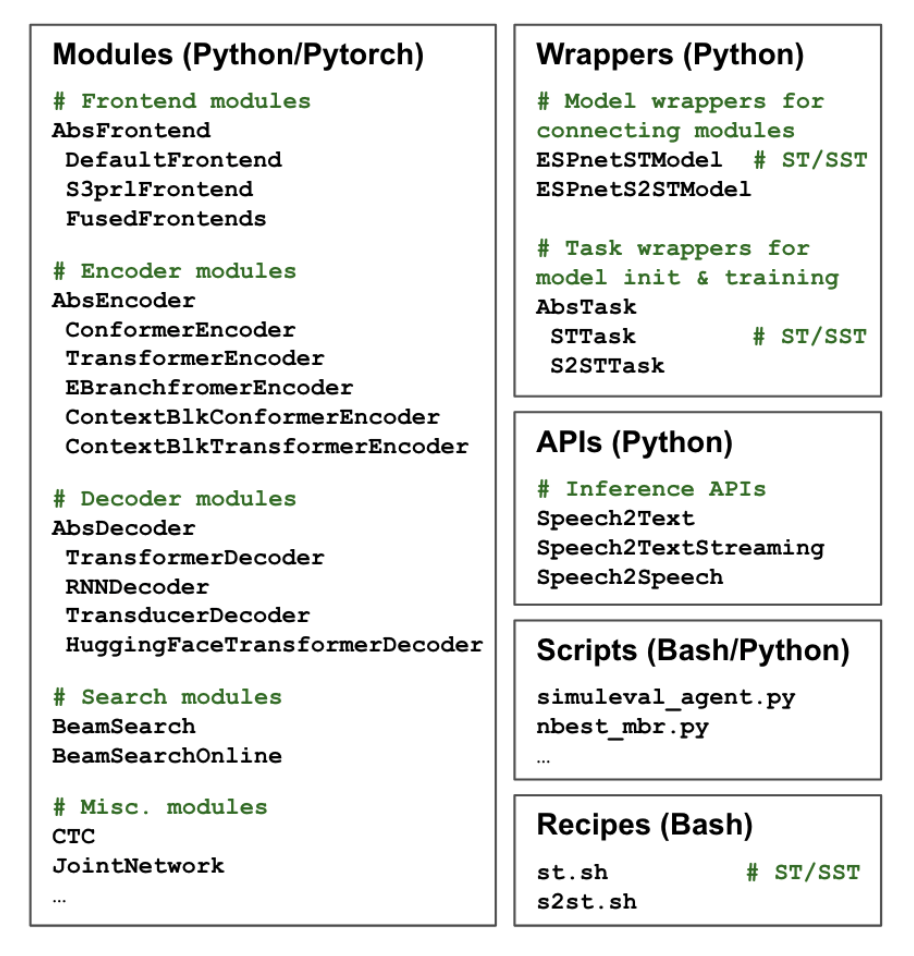 Modules (Python/Pytorch)
# Frontend modules
AbsFrontend
DefaultFrontend
S3prlFrontend
FusedFrontends
# Encoder modules
AbsEncoder
ConformerEncoder
TransformerEncoder
EBranchfromerEncoder
ContextBlkConformerEncoder
ContextBlkTransformerEncoder
# Decoder modules
AbsDecoder
TransformerDecoder
RNNDecoder
TransducerDecoder
HuggingFaceTransformerDecoder
# Search modules
BeamSearch
BeamSearchOnline
# Misc. modules
CTC
JointNetwork
…
Wrappers (Python)
# Model wrappers for
connecting modules
ESPnetSTModel # ST/SST
ESPnetS2STModel
# Task wrappers for
model init & training
AbsTask
STTask # ST/SST
S2STTask
APIs (Python)
# Inference APIs
Speech2Text
Speech2TextStreaming
Speech2Speech
Scripts (Bash/Python)
simuleval_agent.py
nbest_mbr.py
…
Recipes (Bash)
st.sh # ST/SST
s2st.sh